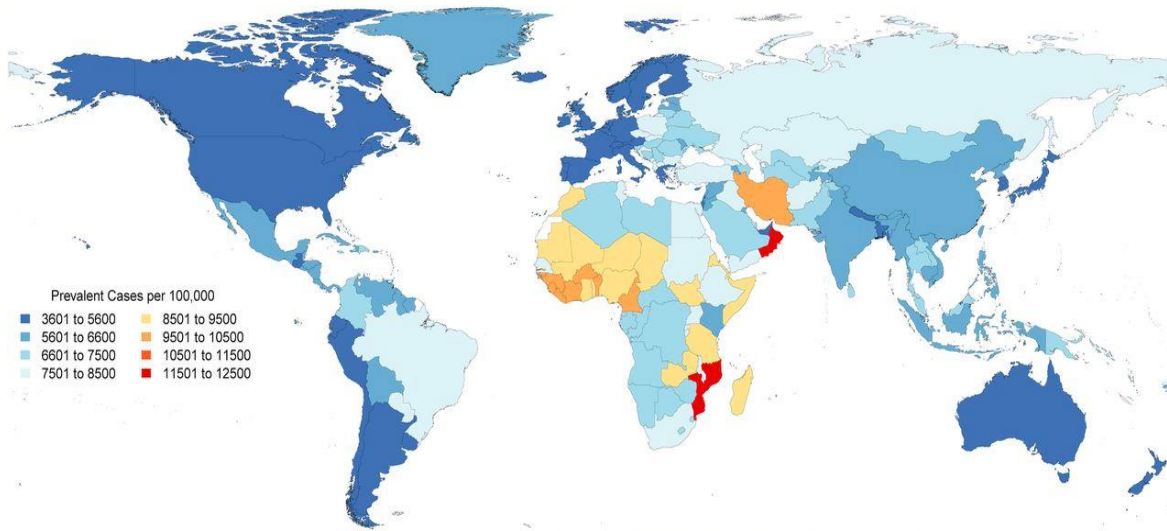 Prevalent Cases per 100,000
3601 to 5600
5601 to 6600
6601 to 7500
7501 to 8500
8501 to 9500
9501 to 10500
10501 to 11500
11501 to 12500